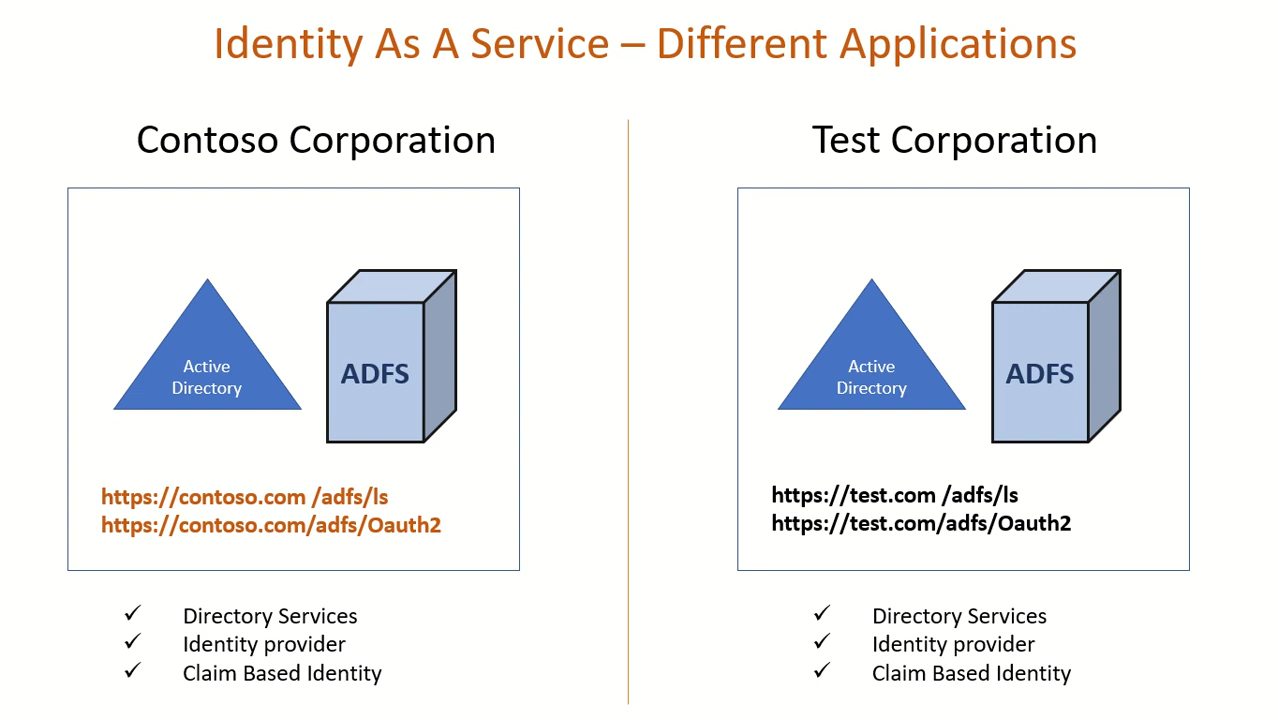 Identity As A Service – Different Applications
Contoso Corporation
Active
Directory
ADFS
https://contoso.com /adfs/ls
https://contoso.com/adfs/Oauth2
✓ Directory Services
✓ Identity provider
✓ Claim Based Identity
Test Corporation
Active
Directory
ADFS
https://test.com /adfs/ls
https://test.com/adfs/Oauth2
✓ Directory Services
✓ Identity provider
✓ Claim Based Identity